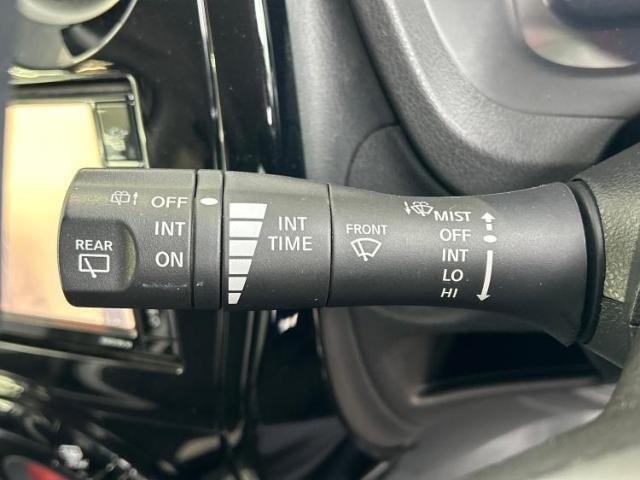 OFF
INT
ON
REAR
INT
TIME
FRONT
MIST
OFF
INT
LO
HI